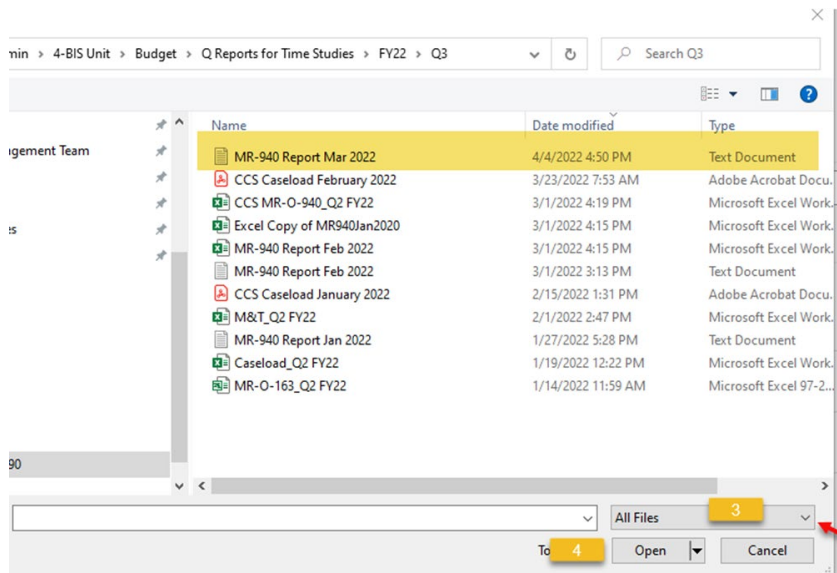 min > 4-BIS Unit > Budget > Q Reports for Time Studies > FY22 > Q3 Search Q3
Name Date modified Type
agement Team
MR-940 Report Mar 2022 4/4/2022 4:50 PM Text Document
CCS Caseload February 2022 3/23/2022 7:53 AM Adobe Acrobat Docu.
CCS MR-O-940_Q2 FY22 3/1/2022 4:19 PM Microsoft Excel Work.
Excel Copy of MR940Jan2020 3/1/2022 4:15 PM Microsoft Excel Work.
MR-940 Report Feb 2022 3/1/2022 4:15 PM Microsoft Excel Work.
MR-940 Report Feb 2022 3/1/2022 3:13 PM Text Document
CCS Caseload January 2022 2/15/2022 1:31 PM Adobe Acrobat Docu.
M&T_Q2 FY22 2/1/2022 2:47 PM Microsoft Excel Work.
MR-940 Report Jan 2022 1/27/2022 5:28 PM Text Document
Caseload_Q2 FY22 1/19/2022 12:22 PM Microsoft Excel Work.
MR-O-163_Q2 FY22 1/14/2022 11:59 AM Microsoft Excel 97-2...
90
All Files 3
To 4 Open Cancel